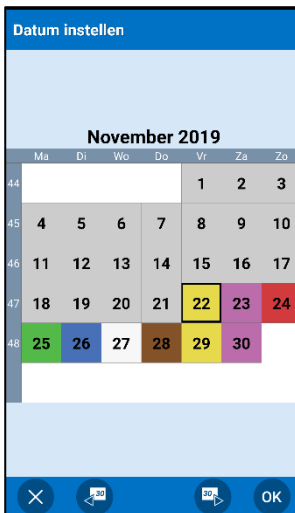 Datum instellen
November 2019
Ma Di Wo Do Vr Za Zo
44 1 2 3
45 4 5 6 7 8 9 10
46 11 12 13 14 15 16 17
47 18 19 20 21 22 23 24
48 25 26 27 28 29 30
30 30 OK